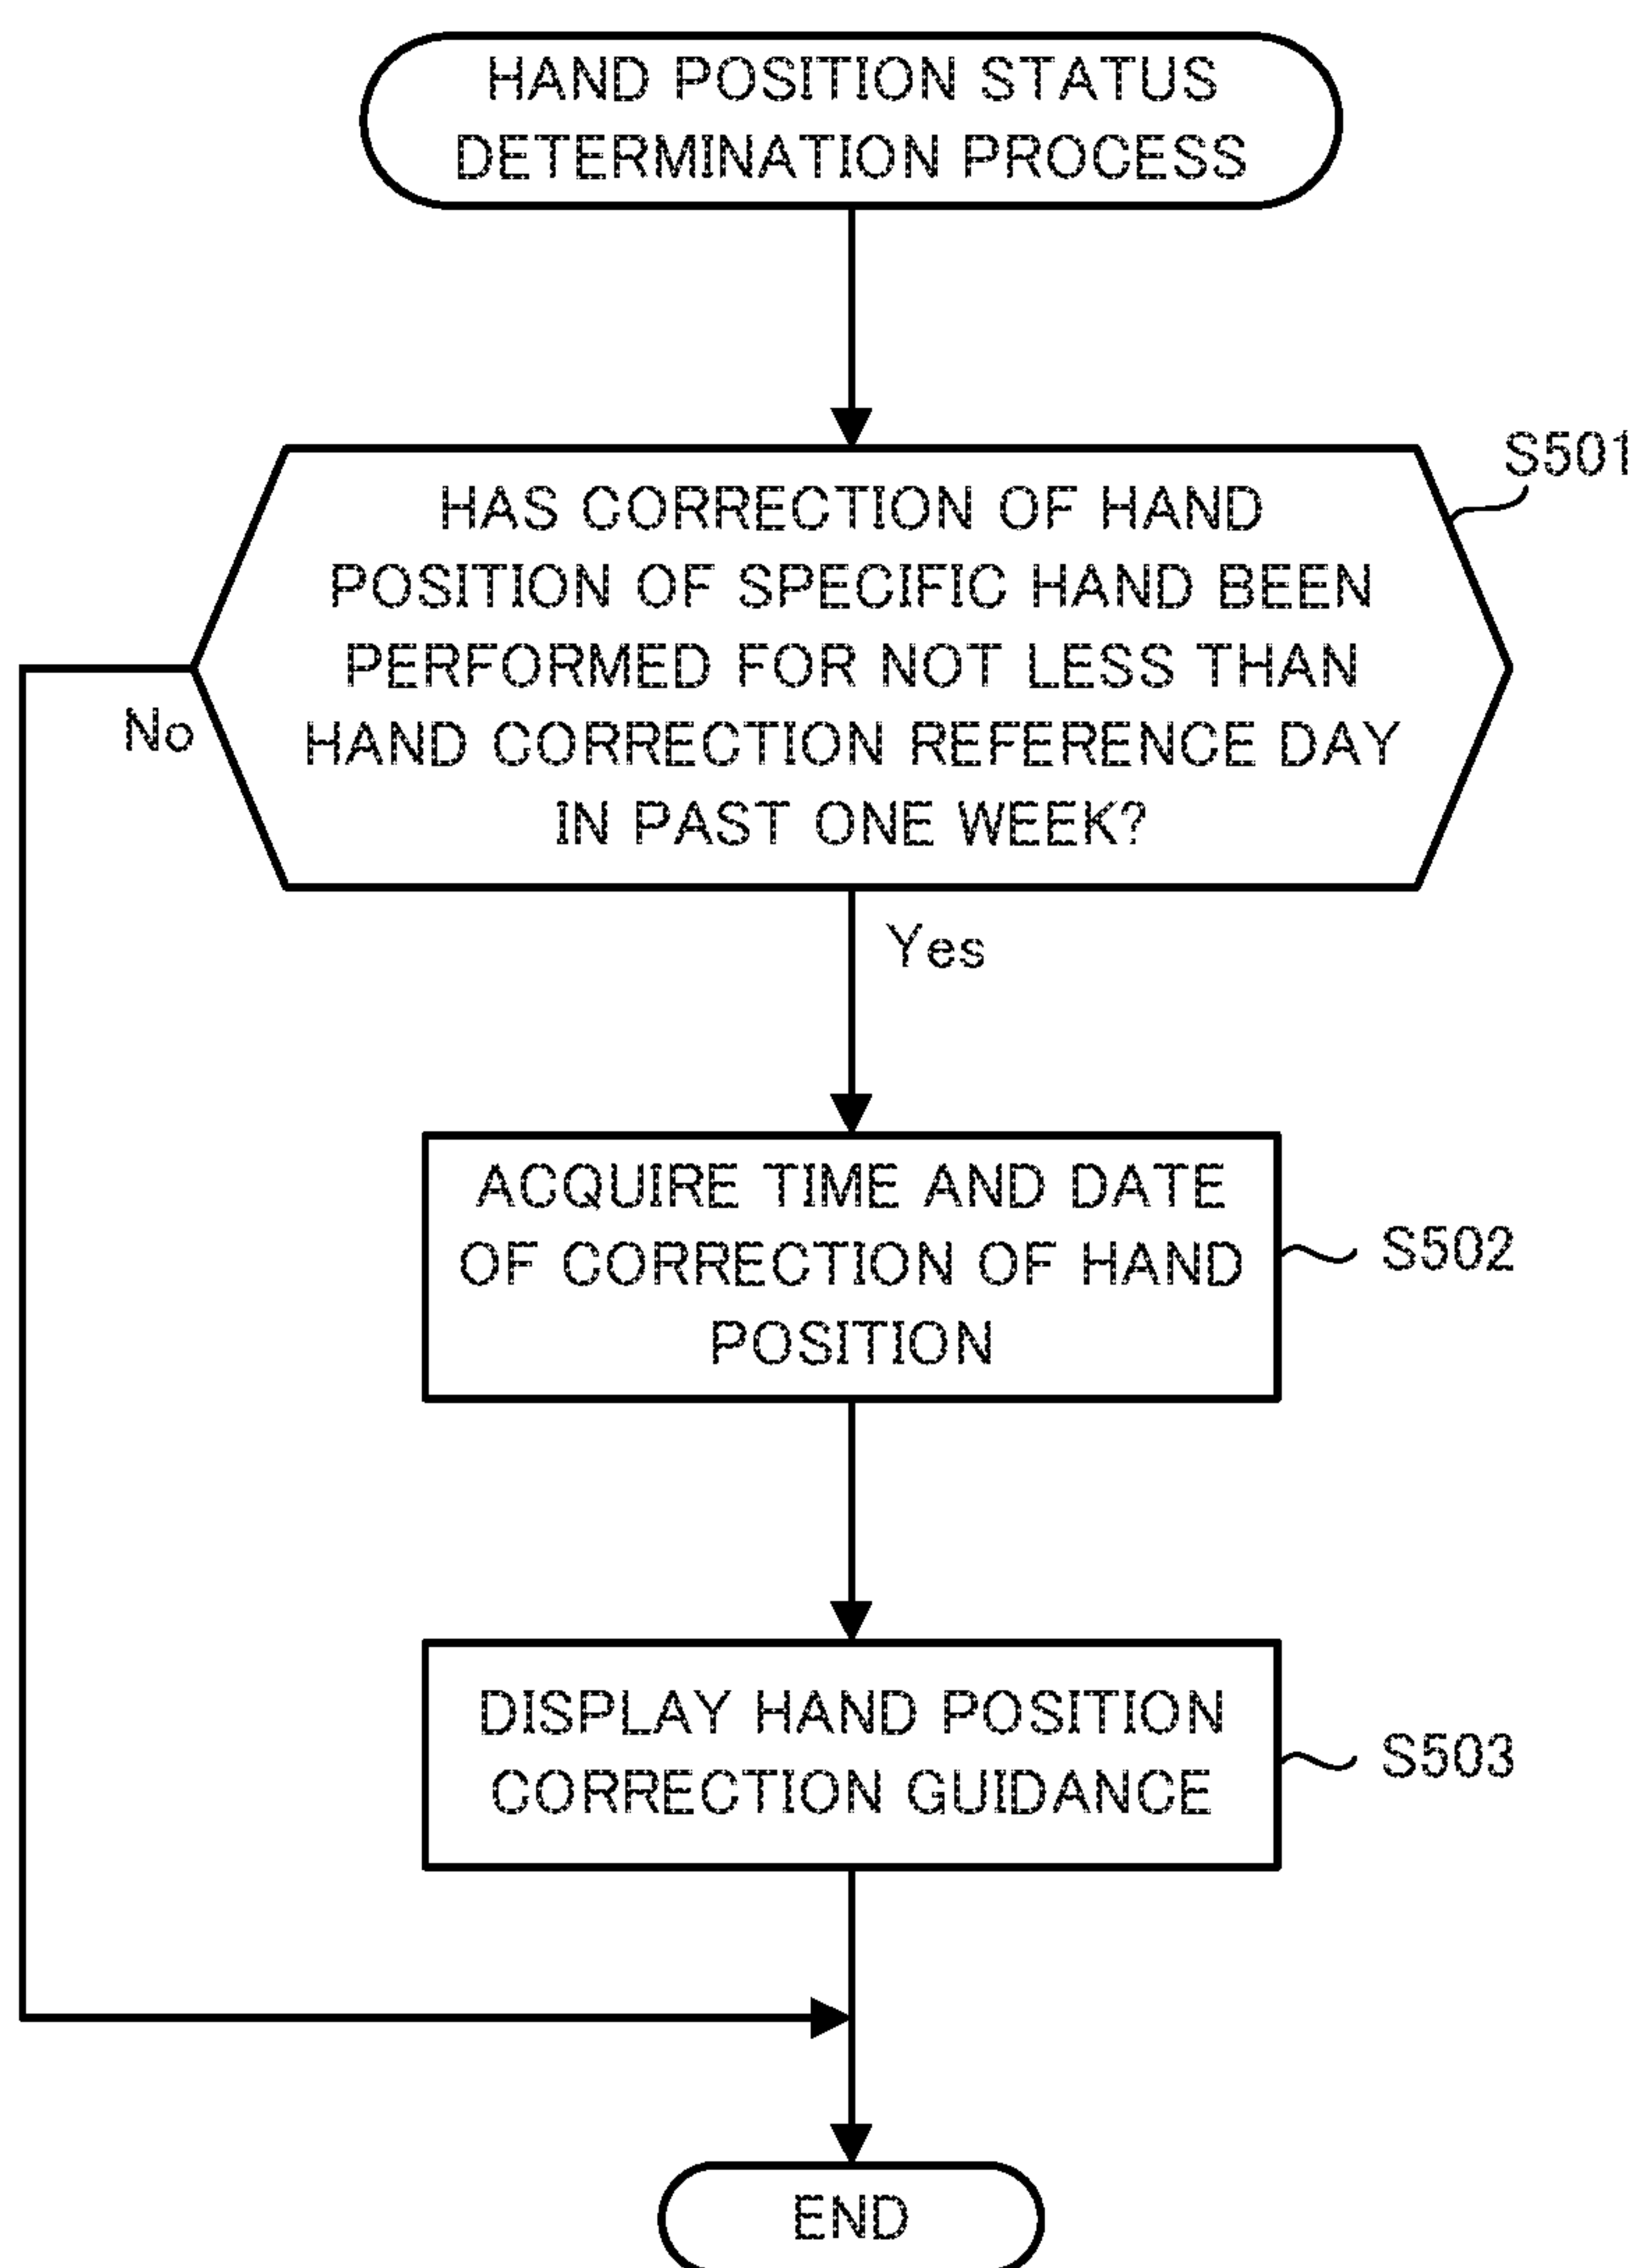 HAND POSITION STATUS
DETERMINATION PROCESS
S501
HAS CORRECTION OF HAND
POSITION OF SPECIFIC HAND BEEN
PERFORMED FOR NOT LESS THAN
HAND CORRECTION REFERENCE DAY
IN PAST ONE WEEK?
No
Yes
ACQUIRE TIME AND DATE
OF CORRECTION OF HAND
POSITION
S502
DISPLAY HAND POSITION
CORRECTION GUIDANCE
S503
END